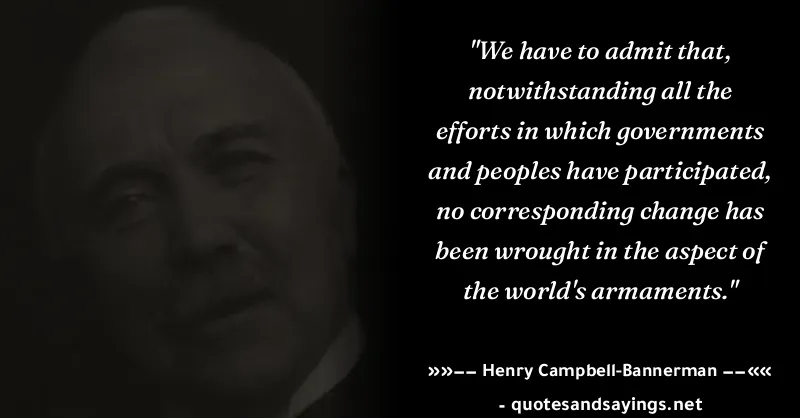 "We have to admit that,
notwithstanding all the
efforts in which governments
and peoples have participated,
no corresponding change has
been wrought in the aspect of
the world's armaments."
»»−− Henry Campbell-Bannerman −−««
- quotesandsayings.net